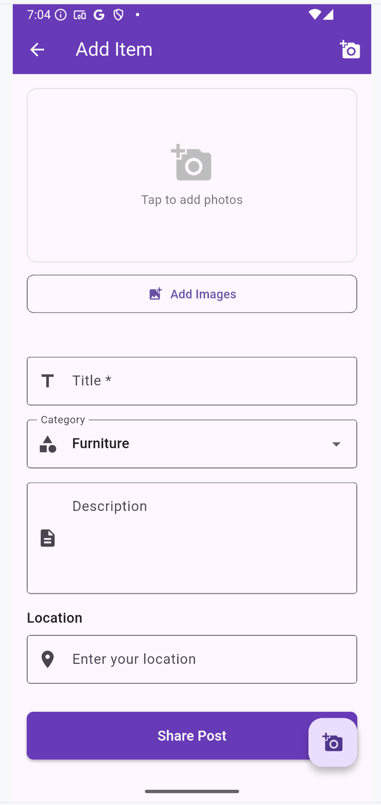 7:04
Add Item
Tap to add photos
Add Images
Title *
Category
Furniture
Description
Location
Enter your location
Share Post